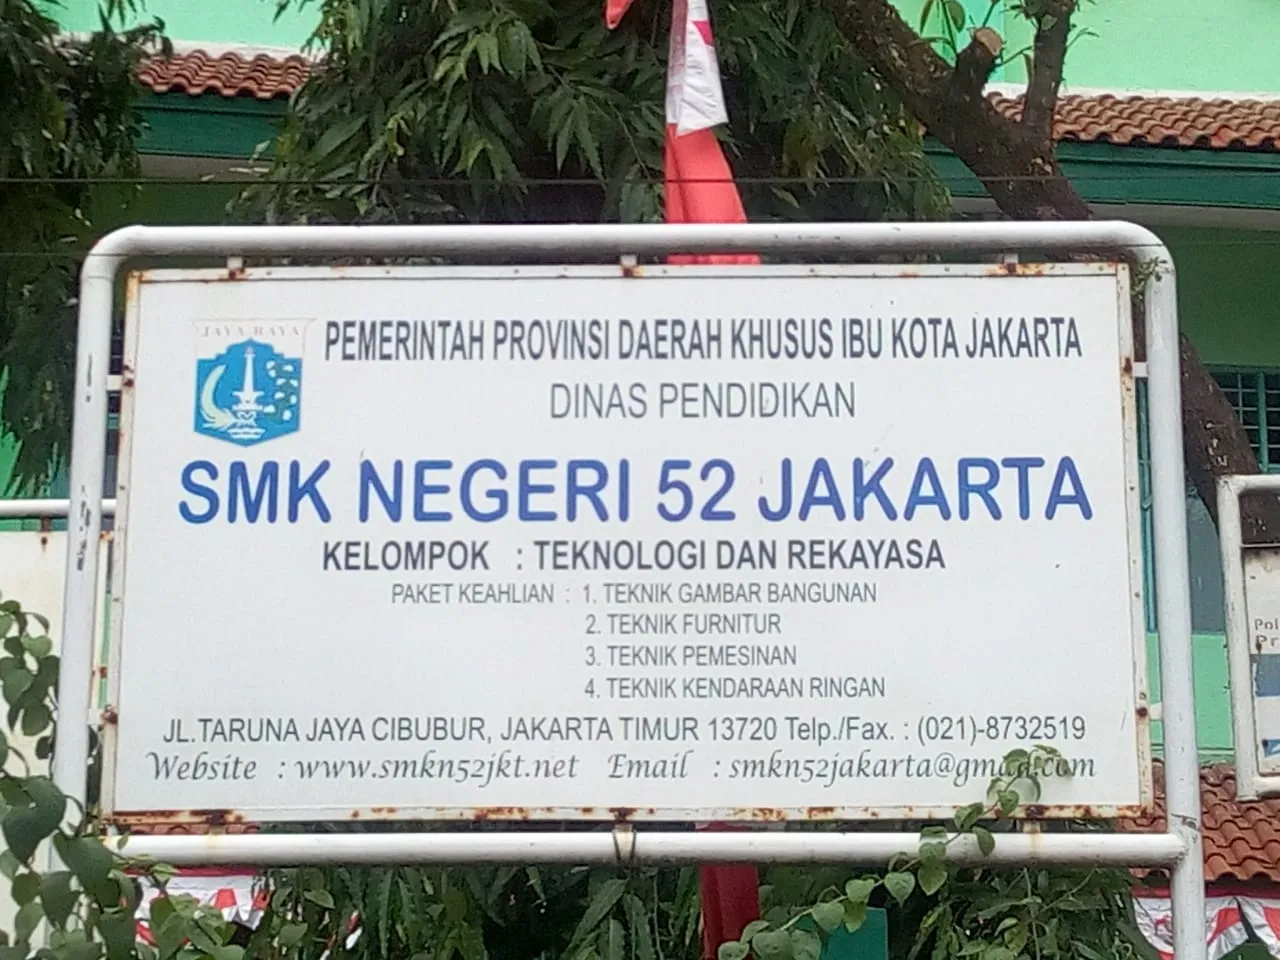 JAYA RAYA
PEMERINTAH PROVINSI DAERAH KHUSUS IBU KOTA JAKARTA
DINAS PENDIDIKAN
SMK NEGERI 52 JAKARTA
KELOMPOK : TEKNOLOGI DAN REKAYASA
PAKET KEAHLIAN : 1. TEKNIK GAMBAR BANGUNAN
2. TEKNIK FURNITUR
3. TEKNIK PEMESINAN
4. TEKNIK KENDARAAN RINGAN
JL.TARUNA JAYA CIBUBUR, JAKARTA TIMUR 13720 Telp./Fax. : (021)-8732519
Website : www.smkn52jkt.net Email : smkn52jakarta@gmail.com